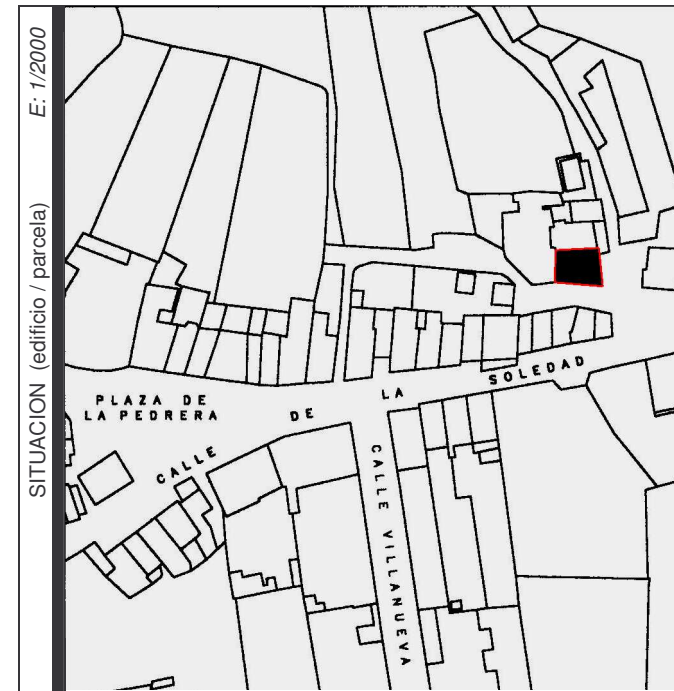 SITUACION (edificio / parcela) E: 1/2000
PLAZA DE
LA PEDRERA
CALLE DE LA SOLEDAD
CALLE VILLANUEVA